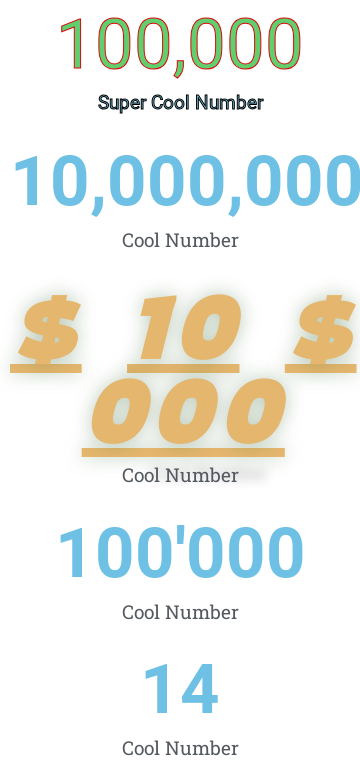 100,000
Super Cool Number
10,000,000
Cool Number
$ 10 $
000
Cool Number
100'000
Cool Number
14
Cool Number